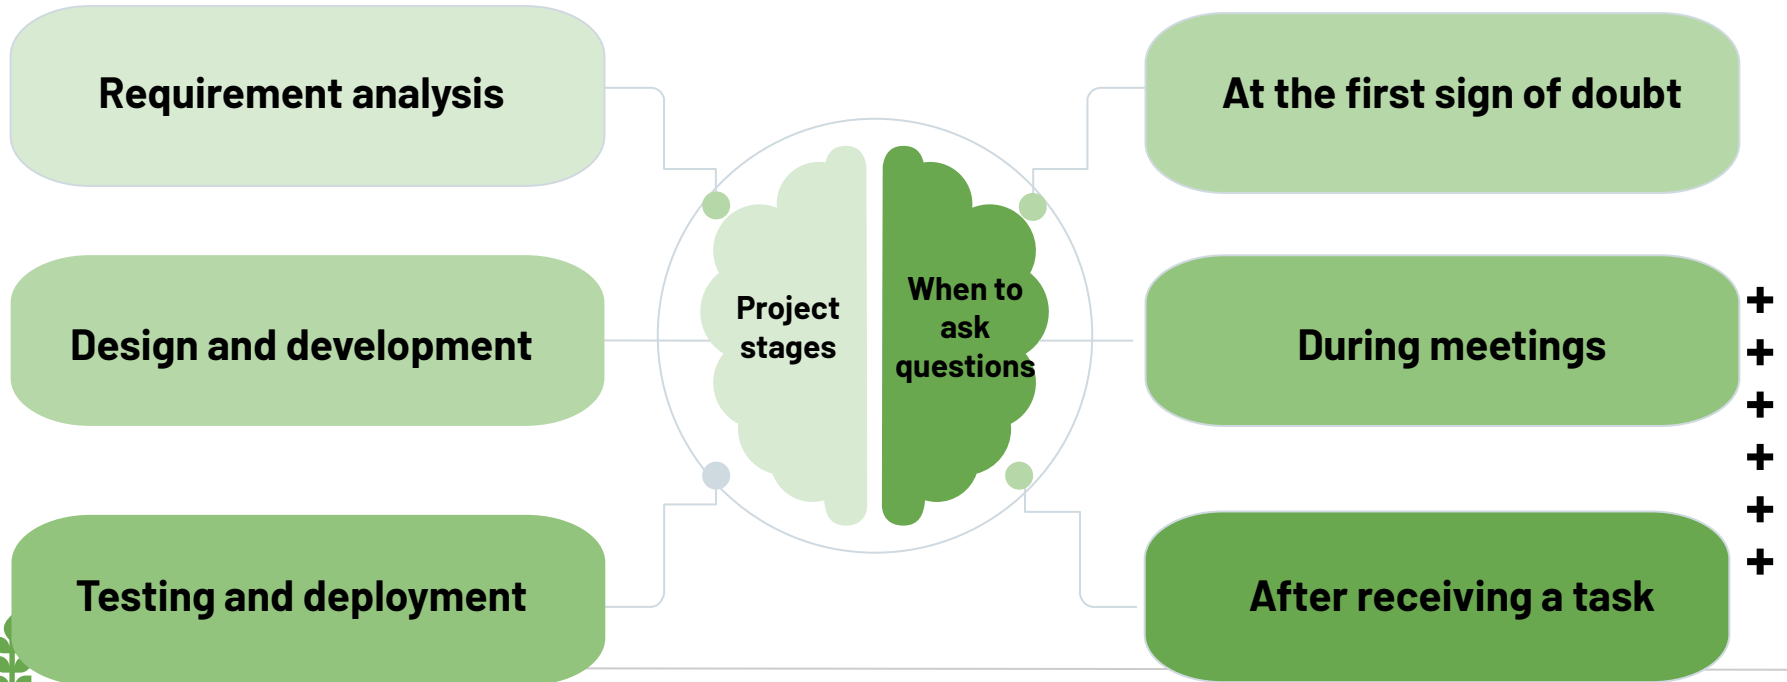 Requirement analysis
Design and development
Testing and deployment
Project
stages
When to
ask
questions
At the first sign of doubt
During meetings
After receiving a task